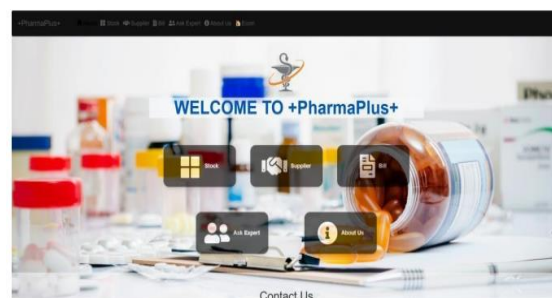 +PharmaPlus+ Home Stock Supplier Bill Ask Expert About Us
WELCOME TO +PharmaPlus+
Stock
Supplier
Bill
Ask Expert
About Us
Contact Us